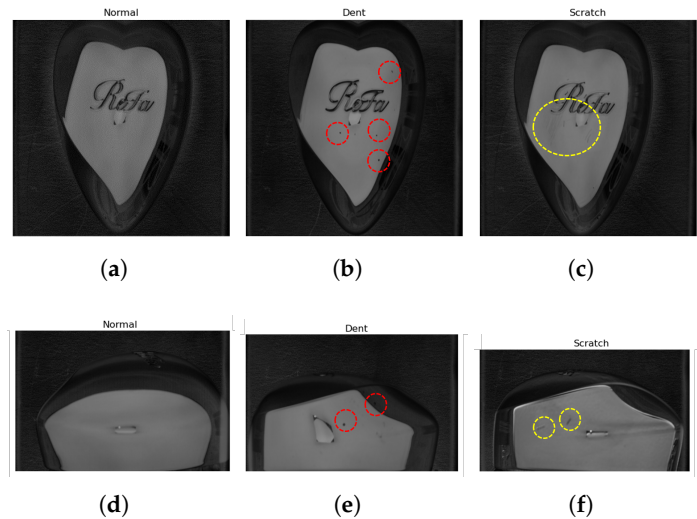 Normal
Dent
Scratch
ReFa
ReFa
ReFa
(a)
(b)
(c)
Normal
Dent
Scratch
(d)
(e)
(f)